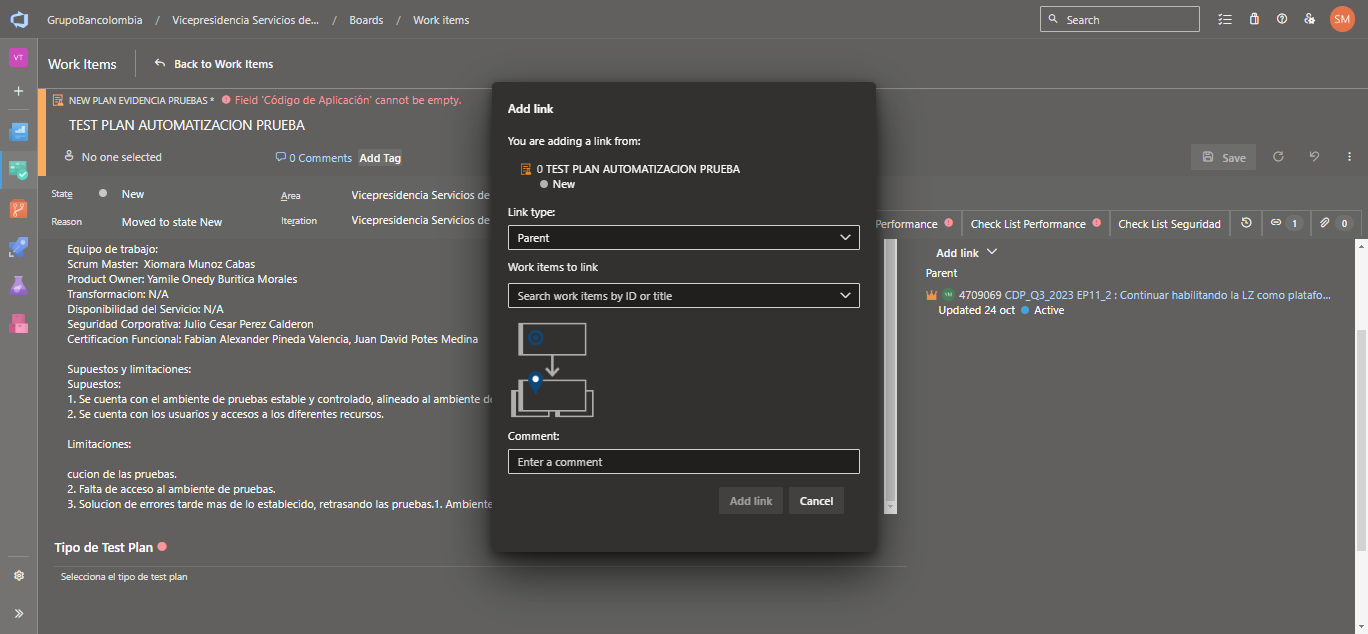 GrupoBancolombia / Vicepresidencia Servicios de... / Boards / Work items
Search
SM
VT
Work Items
Back to Work Items
NEW PLAN EVIDENCIA PRUEBAS * Field 'Código de Aplicación' cannot be empty.
TEST PLAN AUTOMATIZACION PRUEBA
No one selected
0 Comments
Add Tag
Save
State
New
Area
Vicepresidencia Servicios de
Reason
Moved to state New
Iteration
Vicepresidencia Servicios de
Performance
Check List Performance
Check List Seguridad
1
0
Equipo de trabajo:
Scrum Master: Xiomara Munoz Cabas
Product Owner: Yamile Onedy Buritica Morales
Transformacion: N/A
Disponibilidad del Servicio: N/A
Seguridad Corporativa: Julio Cesar Perez Calderon
Certificacion Funcional: Fabian Alexander Pineda Valencia, Juan David Potes Medina
Supuestos y limitaciones:
Supuestos:
1. Se cuenta con el ambiente de pruebas estable y controlado, alineado al ambiente de
2. Se cuenta con los usuarios y accesos a los diferentes recursos.
Limitaciones:
cucion de las pruebas.
2. Falta de acceso al ambiente de pruebas.
3. Solucion de errores tarde mas de lo establecido, retrasando las pruebas.1. Ambiente
Tipo de Test Plan
Selecciona el tipo de test plan
Add link
You are adding a link from:
0 TEST PLAN AUTOMATIZACION PRUEBA
New
Link type:
Parent
Work items to link
Search work items by ID or title
Comment:
Enter a comment
Add link
Cancel
Add link
Parent
YM 4709069 CDP_Q3_2023 EP11_2 : Continuar habilitando la LZ como platafo...
Updated 24 oct Active